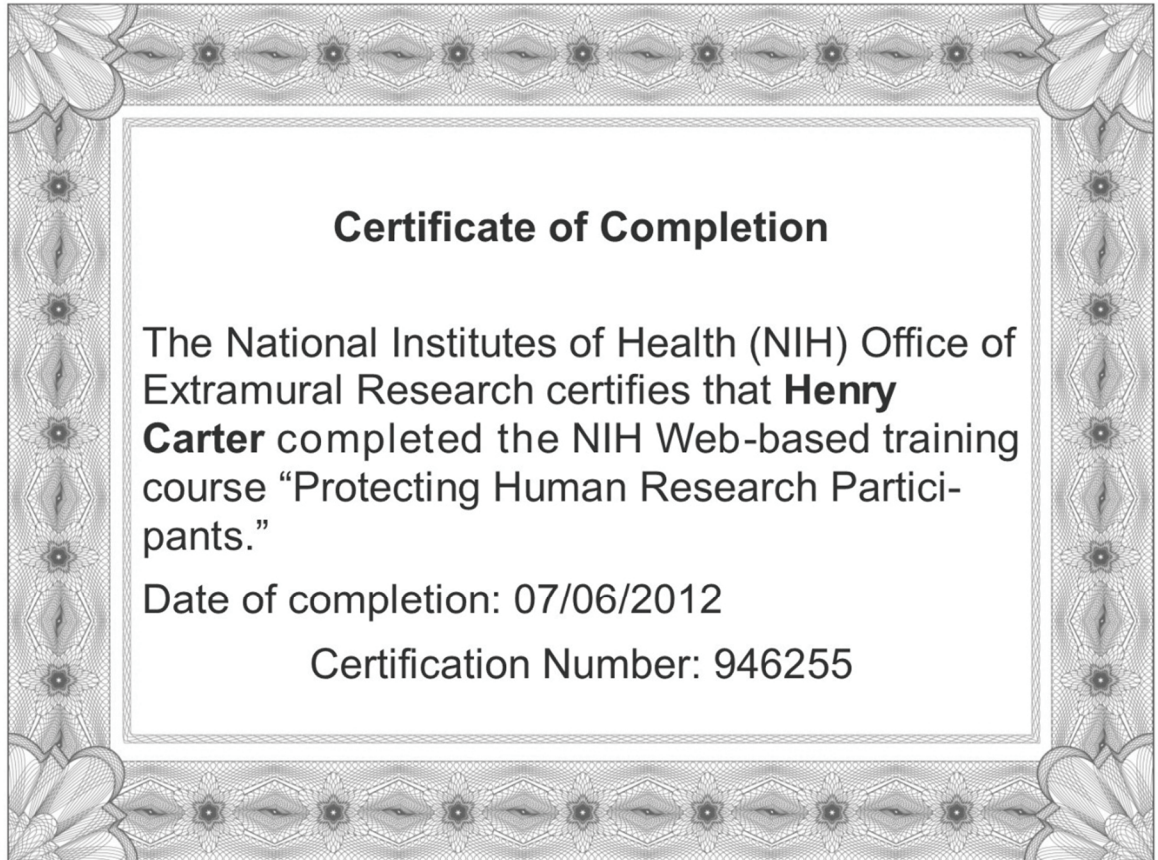 Certificate of Completion
The National Institutes of Health (NIH) Office of
Extramural Research certifies that Henry
Carter completed the NIH Web-based training
course “Protecting Human Research Partici-
pants.”
Date of completion: 07/06/2012
Certification Number: 946255